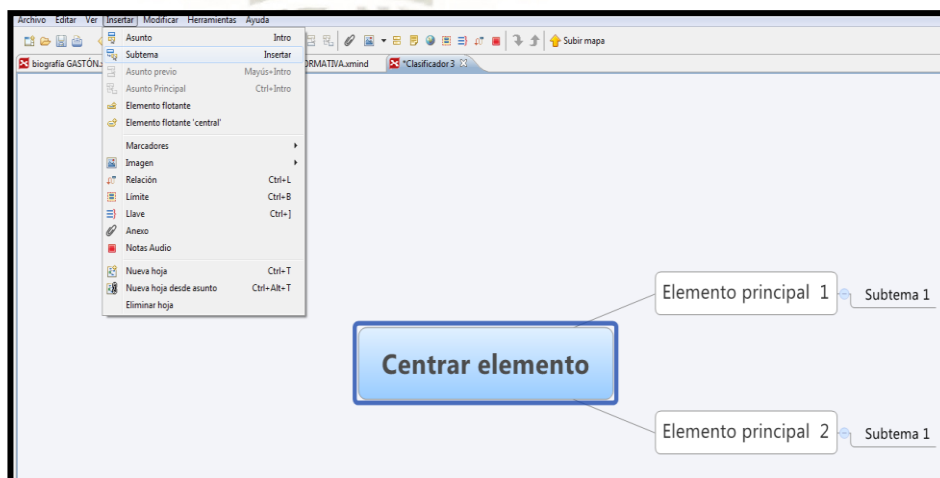 Archivo Editar Ver Insertar Modificar Herramientas Ayuda
Subir mapa
biografía GASTÓN. RMATIVA.xmind *Clasificador 3
Asunto Intro
Subtema Insertar
Asunto previo Mayús+Intro
Asunto Principal Ctrl+Intro
Elemento flotante
Elemento flotante 'central'
Marcadores
Imagen
Relación Ctrl+L
Límite Ctrl+B
Llave Ctrl+]
Anexo
Notas Audio
Nueva hoja Ctrl+T
Nueva hoja desde asunto Ctrl+Alt+T
Eliminar hoja
Elemento principal 1 Subtema 1
Centrar elemento
Elemento principal 2 Subtema 1